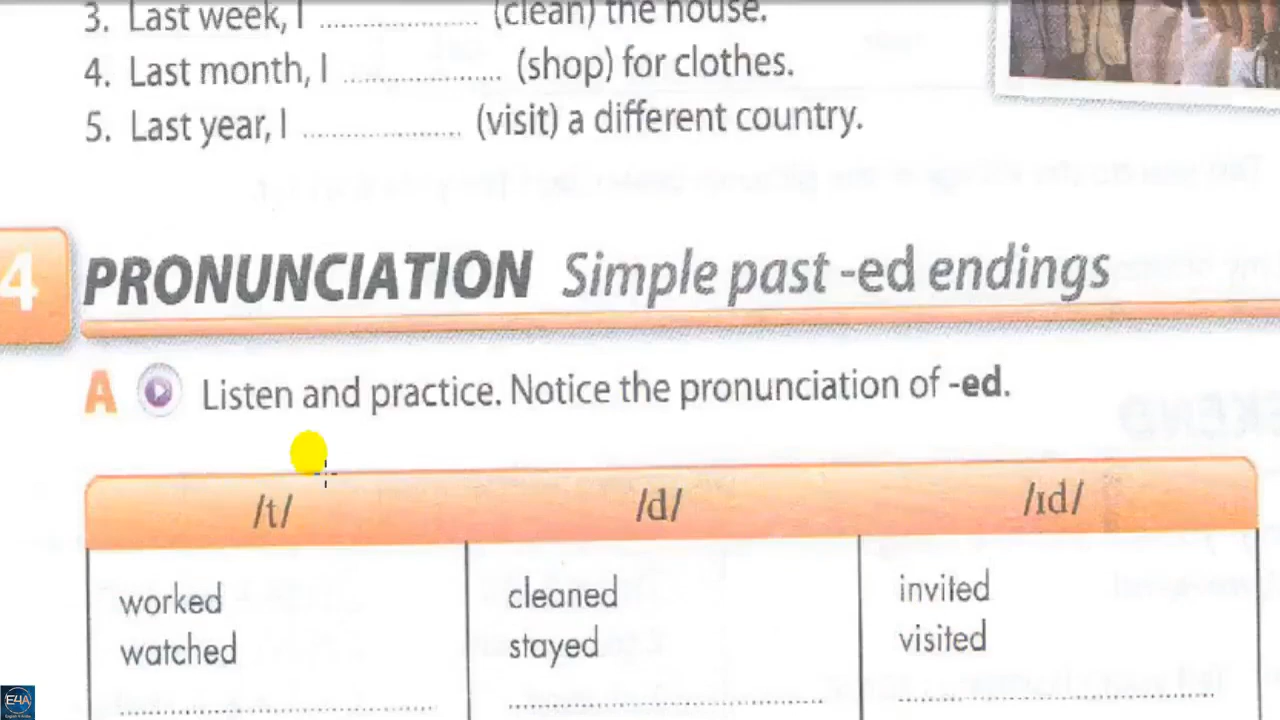 3. Last week, I .................... (clean) the house.
4. Last month, I .................... (shop) for clothes.
5. Last year, I .................... (visit) a different country.
4 PRONUNCIATION Simple past -ed endings
A Listen and practice. Notice the pronunciation of -ed.
/t/ /d/ /ɪd/
worked cleaned invited
watched stayed visited
E4A